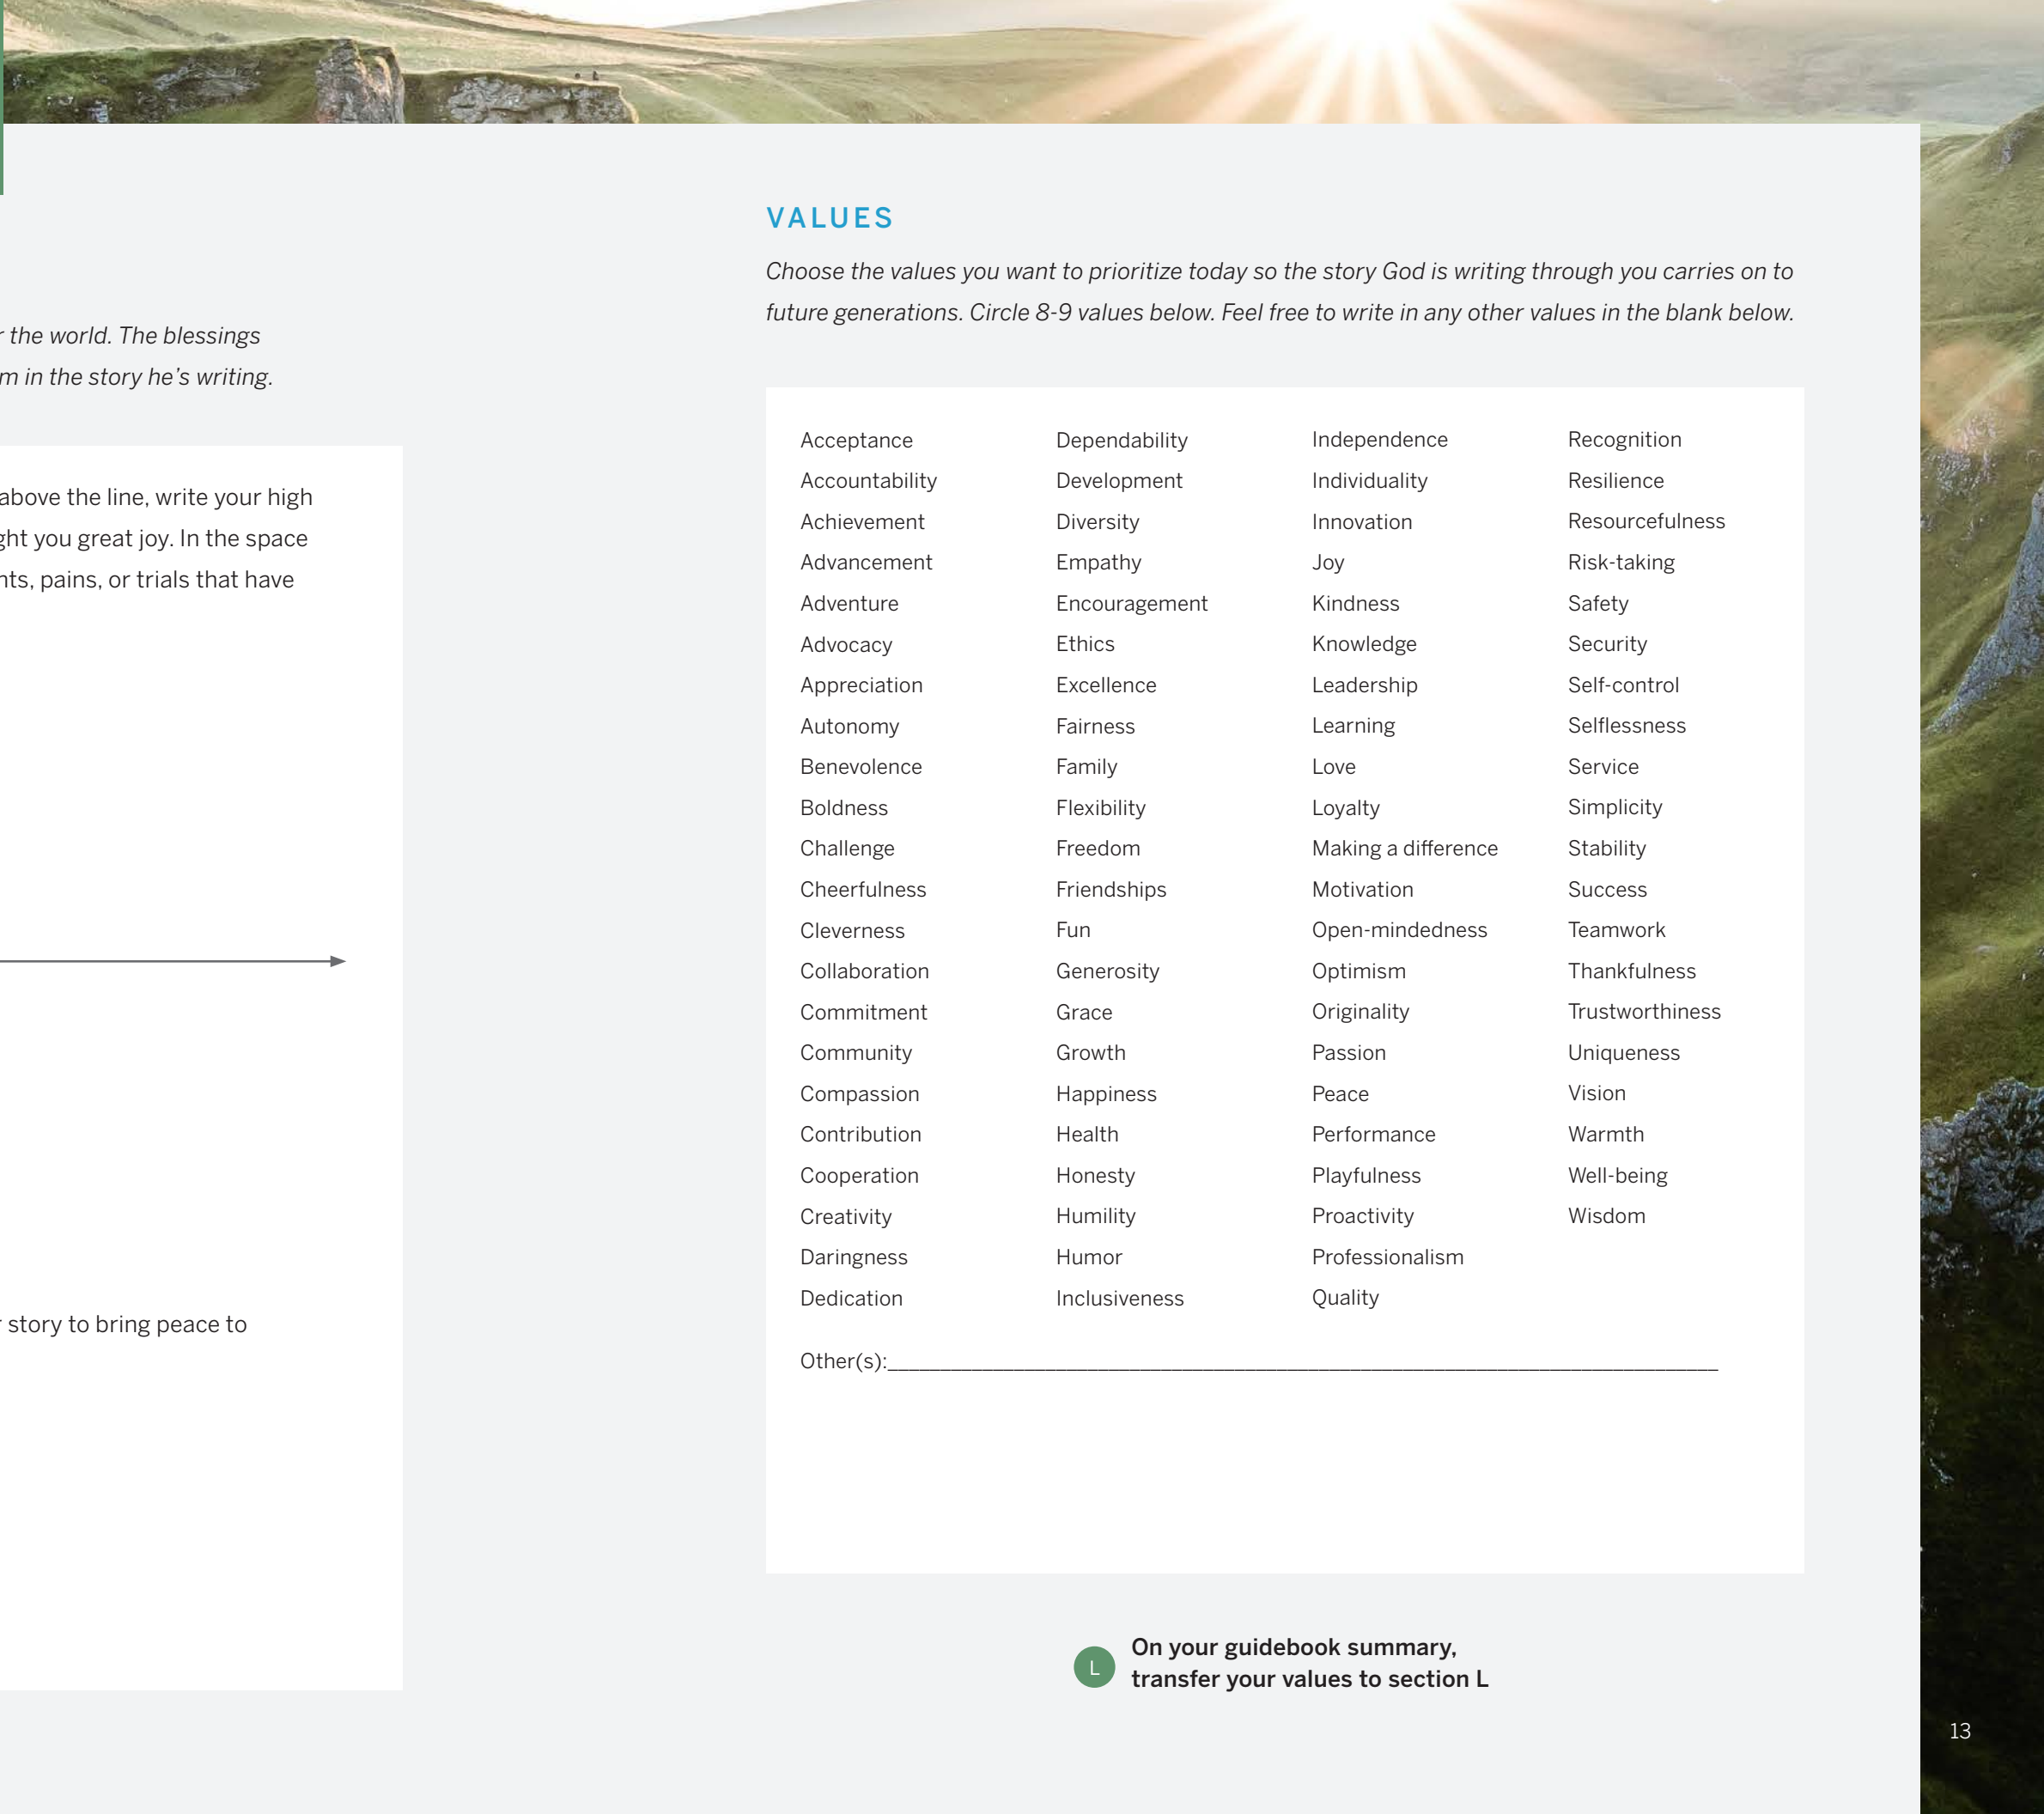 r the world. The blessings
m in the story he’s writing.
above the line, write your high
ght you great joy. In the space
nts, pains, or trials that have
r story to bring peace to
VALUES
Choose the values you want to prioritize today so the story God is writing through you carries on to
future generations. Circle 8-9 values below. Feel free to write in any other values in the blank below.
Acceptance
Accountability
Achievement
Advancement
Adventure
Advocacy
Appreciation
Autonomy
Benevolence
Boldness
Challenge
Cheerfulness
Cleverness
Collaboration
Commitment
Community
Compassion
Contribution
Cooperation
Creativity
Daringness
Dedication
Dependability
Development
Diversity
Empathy
Encouragement
Ethics
Excellence
Fairness
Family
Flexibility
Freedom
Friendships
Fun
Generosity
Grace
Growth
Happiness
Health
Honesty
Humility
Humor
Inclusiveness
Independence
Individuality
Innovation
Joy
Kindness
Knowledge
Leadership
Learning
Love
Loyalty
Making a difference
Motivation
Open-mindedness
Optimism
Originality
Passion
Peace
Performance
Playfulness
Proactivity
Professionalism
Quality
Recognition
Resilience
Resourcefulness
Risk-taking
Safety
Security
Self-control
Selflessness
Service
Simplicity
Stability
Success
Teamwork
Thankfulness
Trustworthiness
Uniqueness
Vision
Warmth
Well-being
Wisdom
Other(s):
L
On your guidebook summary,
transfer your values to section L
13